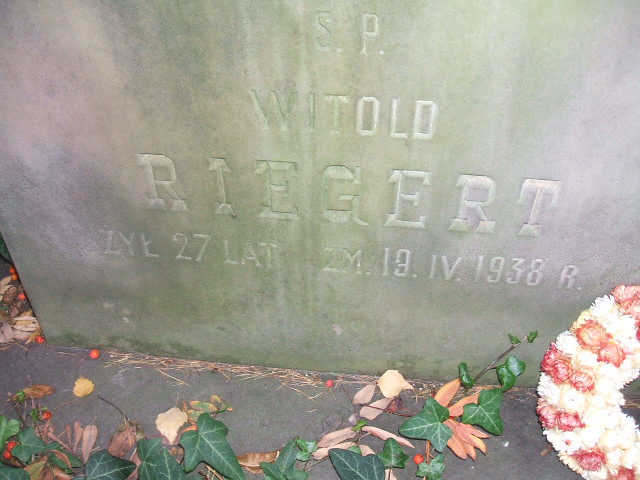 Ś. P.
WITOLD
RIEGERT
ŻYŁ 27 LAT ZM. 19. IV. 1938 R.